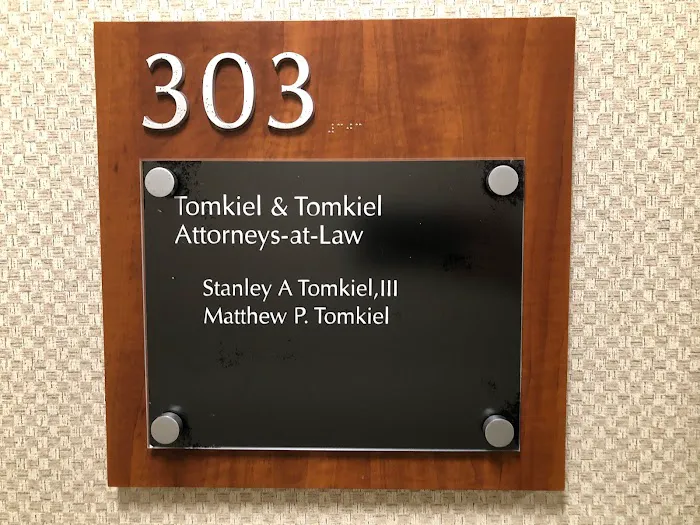 303
Tomkiel & Tomkiel
Attorneys-at-Law
Stanley A Tomkiel,III
Matthew P. Tomkiel